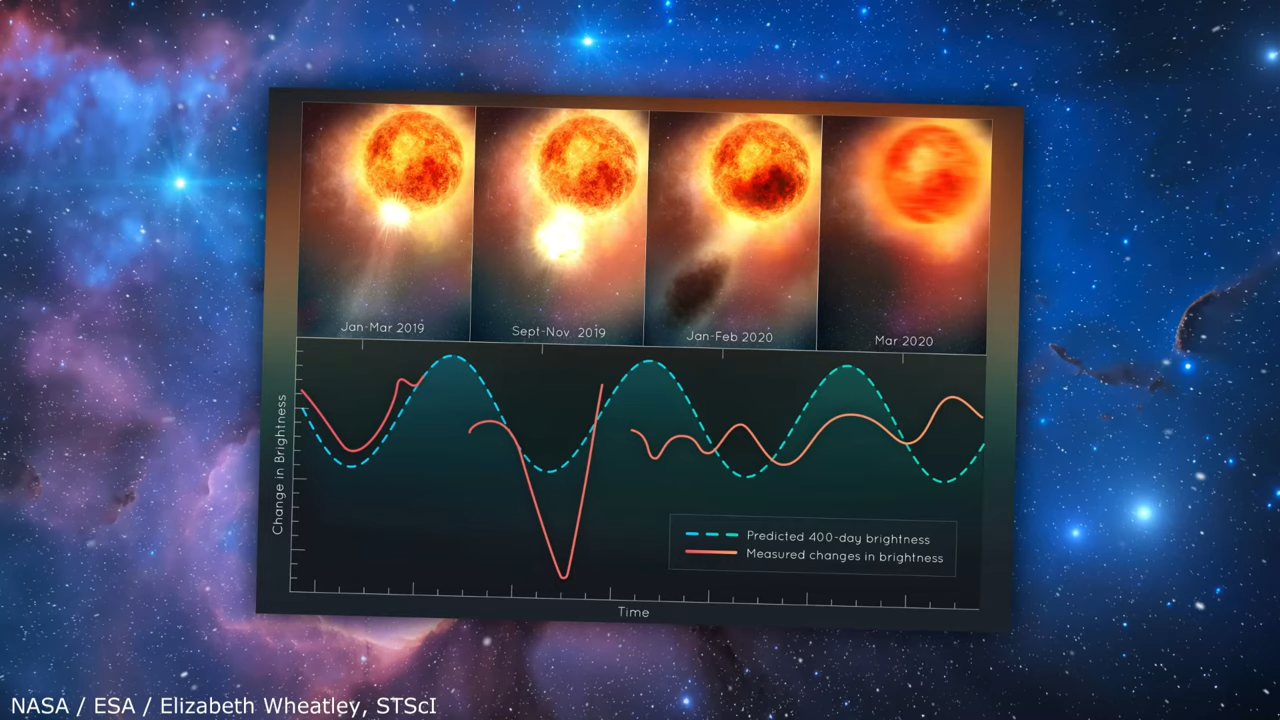 Jan-Mar 2019
Sept-Nov 2019
Jan-Feb 2020
Mar 2020
Change in Brightness
Predicted 400-day brightness
Measured changes in brightness
Time
NASA / ESA / Elizabeth Wheatley, STScI